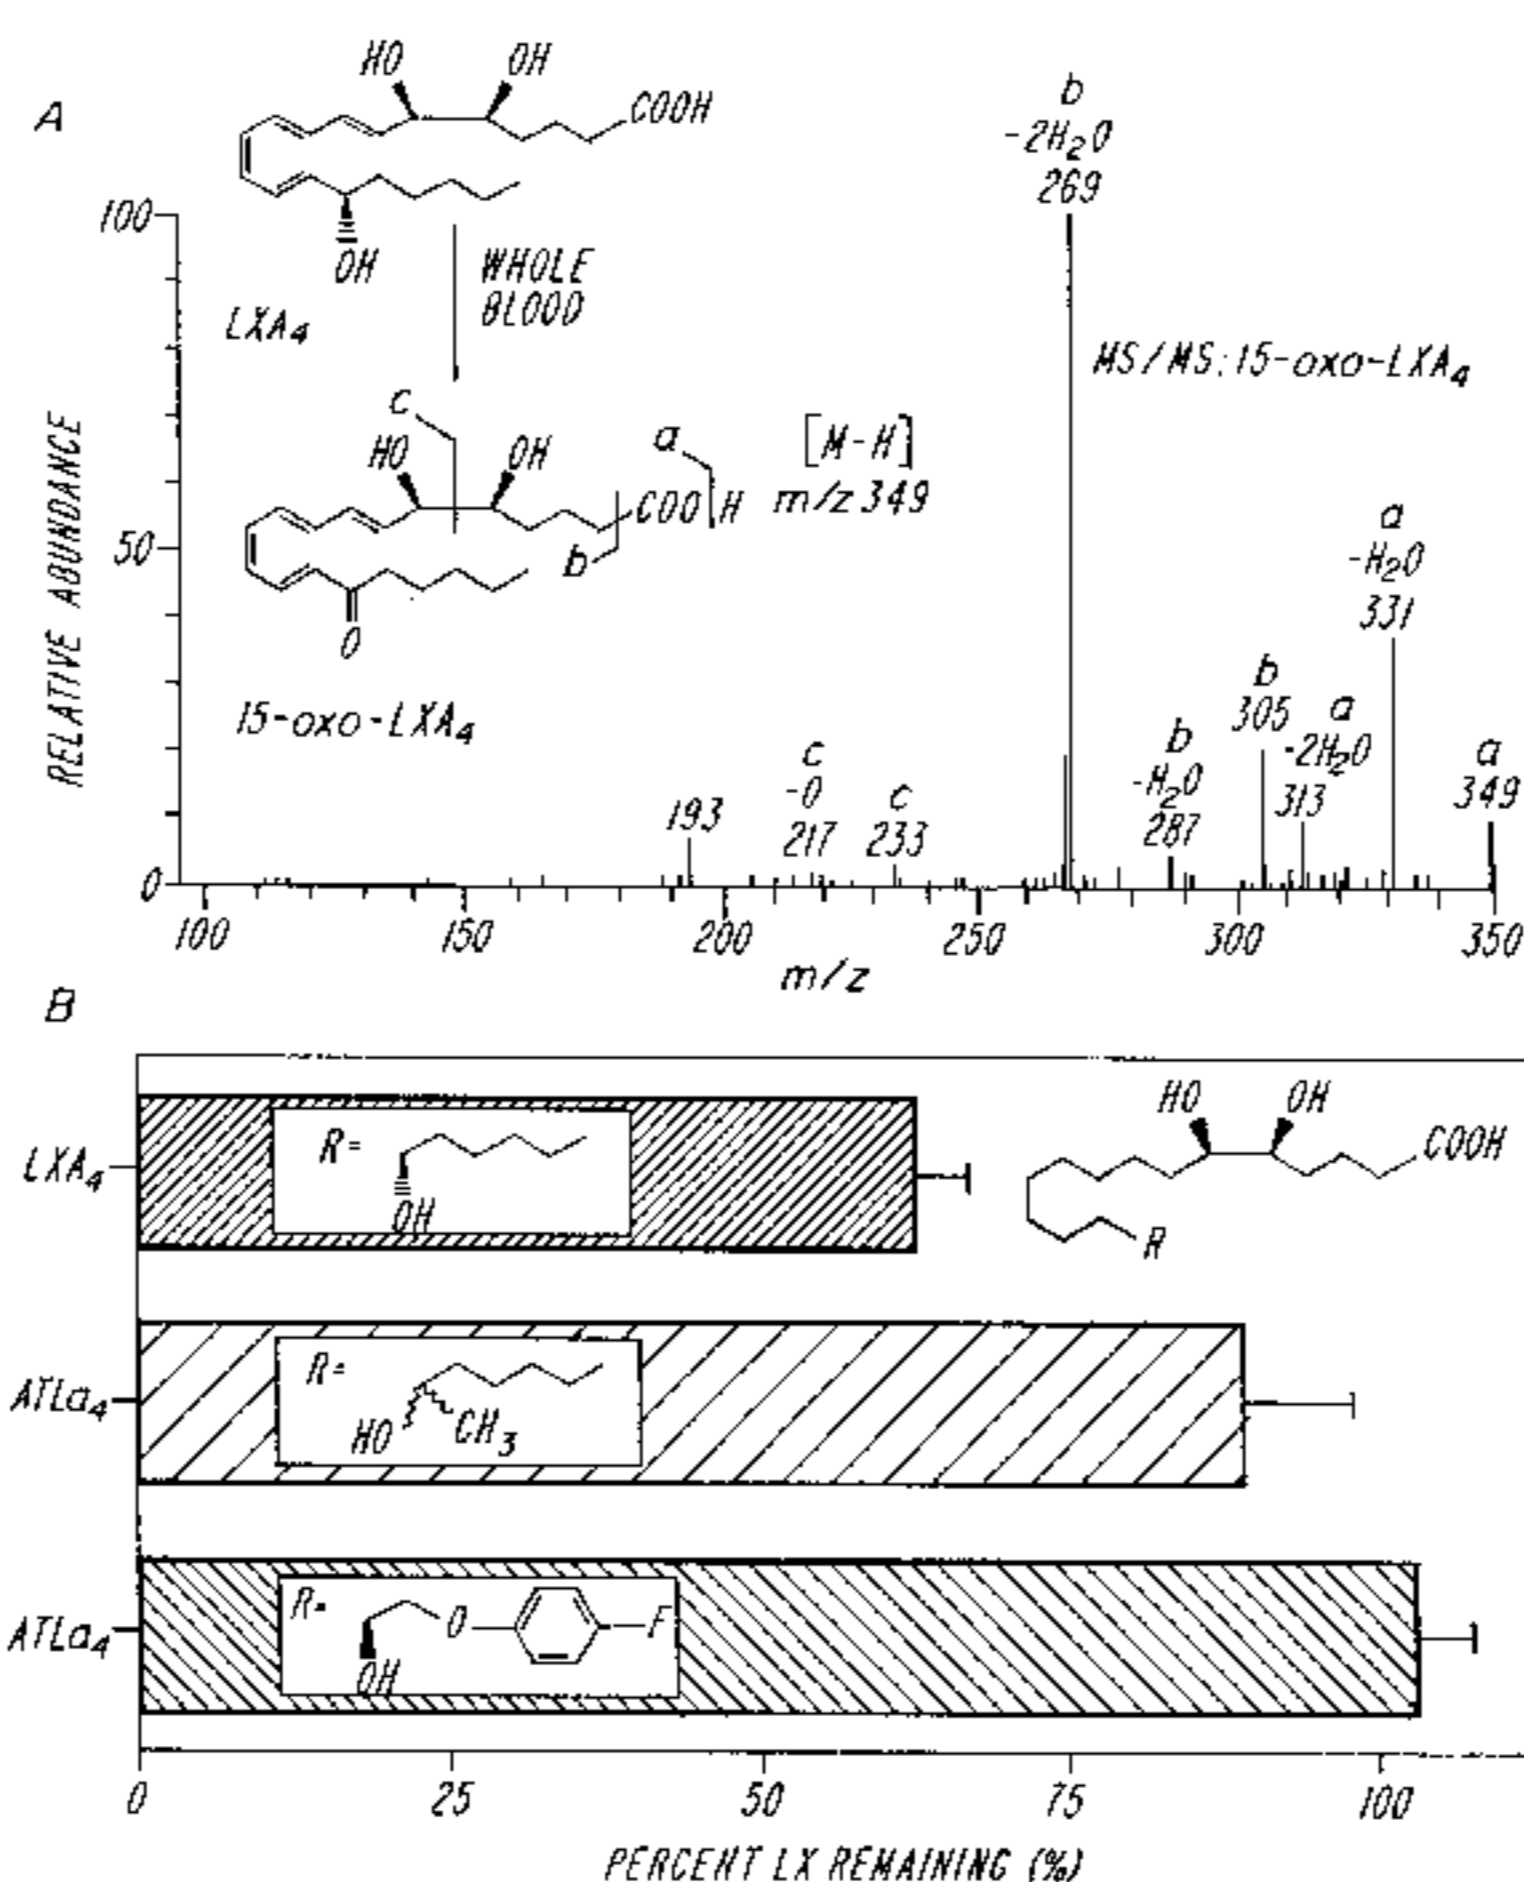 A
HO
OH
COOH
OH
LXA4
WHOLE
BLOOD
c
HO
OH
a
COO H
b
[M-H]
m/z 349
O
15-oxo-LXA4
MS/MS: 15-oxo-LXA4
b
-2H2O
269
a
-H2O
331
b
305
a
-2H2O
313
b
-H2O
287
a
349
c
-O
217
c
233
193
RELATIVE ABUNDANCE
100
50
0
100 150 200 250 300 350
m/z
B
LXA4
R=
OH
HO
OH
COOH
R
ATLa4
R=
HO
CH3
ATLa4
R=
O
F
OH
0 25 50 75 100
PERCENT LX REMAINING (%)